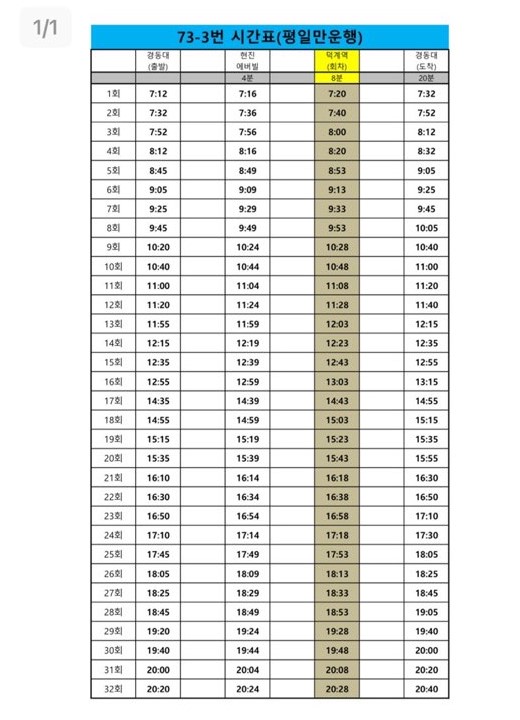 1/1
73-3번 시간표(평일만운행)
경동대 현진 덕계역 경동대
(출발) 에버빌 (회차) (도착)
4분 8분 20분
1회 7:12 7:16 7:20 7:32
2회 7:32 7:36 7:40 7:52
3회 7:52 7:56 8:00 8:12
4회 8:12 8:16 8:20 8:32
5회 8:45 8:49 8:53 9:05
6회 9:05 9:09 9:13 9:25
7회 9:25 9:29 9:33 9:45
8회 9:45 9:49 9:53 10:05
9회 10:20 10:24 10:28 10:40
10회 10:40 10:44 10:48 11:00
11회 11:00 11:04 11:08 11:20
12회 11:20 11:24 11:28 11:40
13회 11:55 11:59 12:03 12:15
14회 12:15 12:19 12:23 12:35
15회 12:35 12:39 12:43 12:55
16회 12:55 12:59 13:03 13:15
17회 14:35 14:39 14:43 14:55
18회 14:55 14:59 15:03 15:15
19회 15:15 15:19 15:23 15:35
20회 15:35 15:39 15:43 15:55
21회 16:10 16:14 16:18 16:30
22회 16:30 16:34 16:38 16:50
23회 16:50 16:54 16:58 17:10
24회 17:10 17:14 17:18 17:30
25회 17:45 17:49 17:53 18:05
26회 18:05 18:09 18:13 18:25
27회 18:25 18:29 18:33 18:45
28회 18:45 18:49 18:53 19:05
29회 19:20 19:24 19:28 19:40
30회 19:40 19:44 19:48 20:00
31회 20:00 20:04 20:08 20:20
32회 20:20 20:24 20:28 20:40